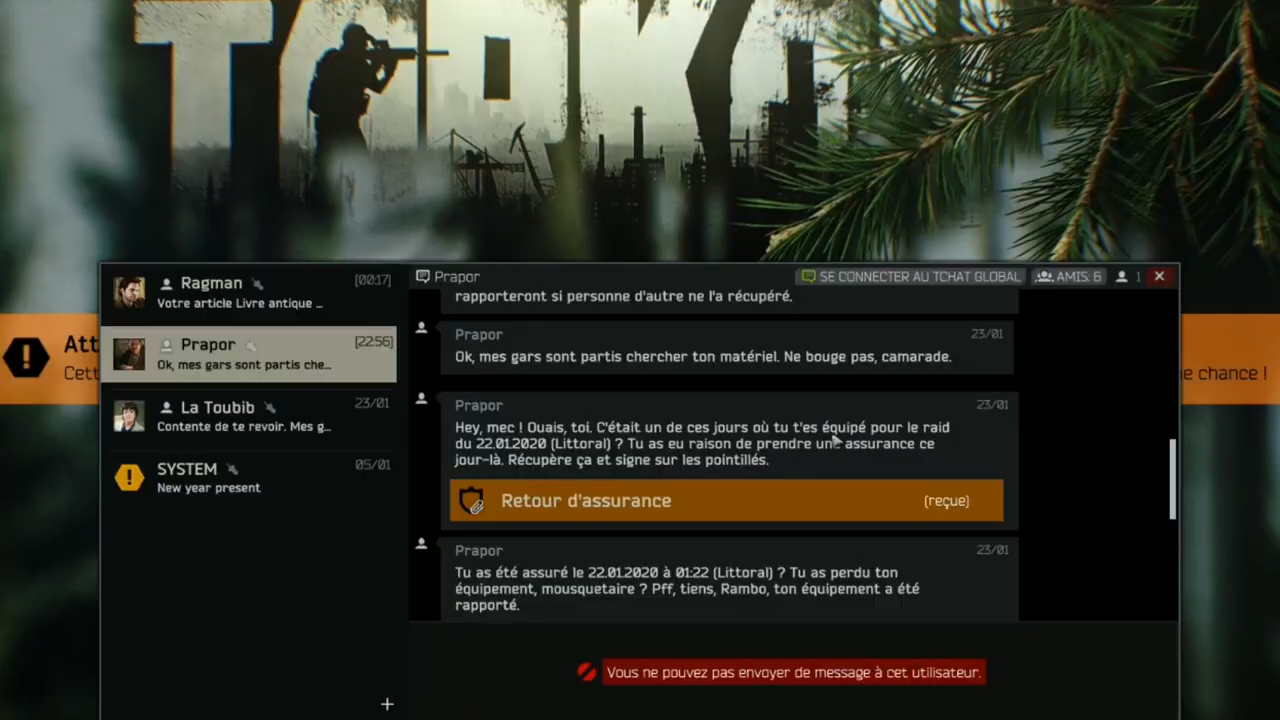 Ragman
[00:17]
Votre article Livre antique ...
Prapor
[22:56]
Ok, mes gars sont partis che...
La Toubib
23/01
Contente de te revoir. Mes g...
SYSTEM
05/01
New year present
+
Att
Cett
e chance !
Prapor
SE CONNECTER AU TCHAT GLOBAL
AMIS: 6
1
rapporteront si personne d'autre ne l'a récupéré.
Prapor
23/01
Ok, mes gars sont partis chercher ton matériel. Ne bouge pas, camarade.
Prapor
23/01
Hey, mec ! Ouais, toi. C'était un de ces jours où tu t'es équipé pour le raid
du 22.01.2020 (Littoral) ? Tu as eu raison de prendre une assurance ce
jour-là. Récupère ça et signe sur les pointillés.
Retour d'assurance
(reçue)
Prapor
23/01
Tu as été assuré le 22.01.2020 à 01:22 (Littoral) ? Tu as perdu ton
équipement, mousquetaire ? Pff, tiens, Rambo, ton équipement a été
rapporté.
Vous ne pouvez pas envoyer de message à cet utilisateur.